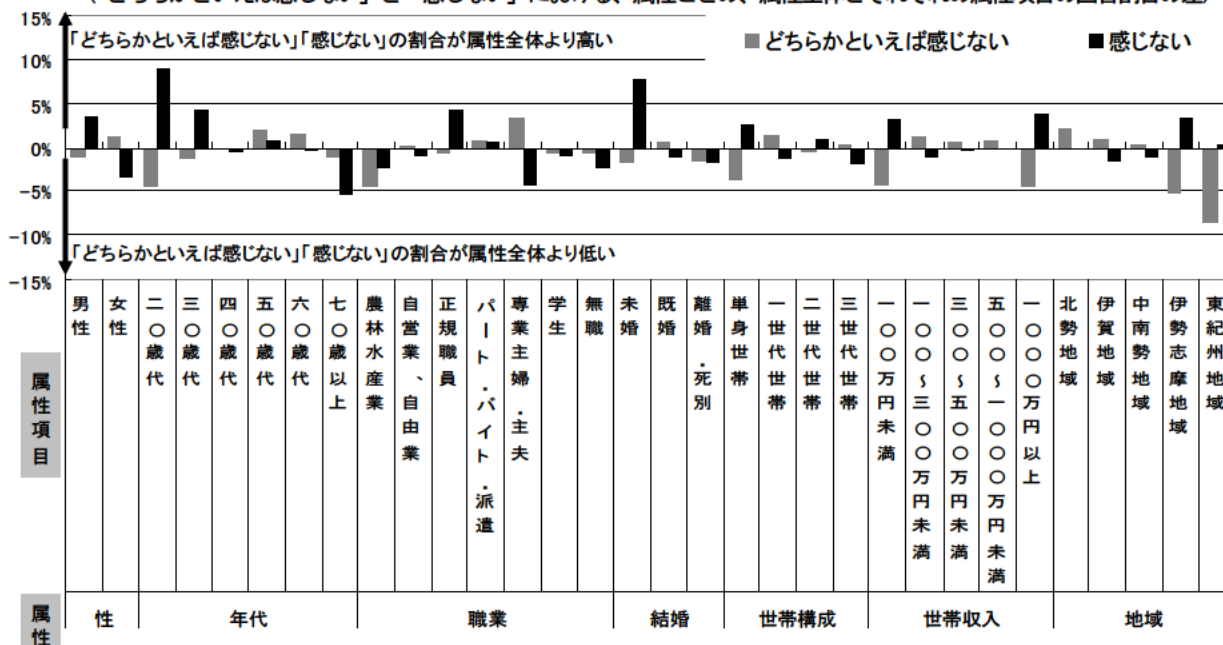 15%
「どちらかといえば感じない」「感じない」の割合が属性全体より高い
どちらかといえば感じない
感じない
10%
5%
0%
-5%
-10%
「どちらかといえば感じない」「感じない」の割合が属性全体より低い
-15%
属性項目
男性
女性
二〇歳代
三〇歳代
四〇歳代
五〇歳代
六〇歳代
七〇歳以上
農林水産業
自営業、自由業
正規職員
パート・バイト・派遣
専業主婦・主夫
学生
無職
未婚
既婚
離婚・死別
単身世帯
一世代世帯
二世代世帯
三世代世帯
一〇〇万円未満
一〇〇~三〇〇万円未満
三〇〇~五〇〇万円未満
五〇〇~一〇〇〇万円未満
一〇〇〇万円以上
北勢地域
伊賀地域
中南勢地域
伊勢志摩地域
東紀州地域
属性
性
年代
職業
結婚
世帯構成
世帯収入
地域